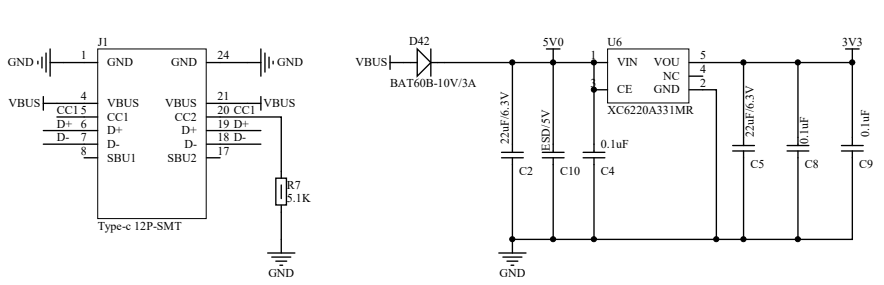 J1
GND 1 GND GND 24 GND
VBUS 4 VBUS VBUS 21 VBUS
CC1 5 CC1 CC2 20 CC1
D+ 6 D+ D+ 19 D+
D- 7 D- D- 18 D-
8 SBU1 SBU2 17
R7
5.1K
Type-c 12P-SMT
GND
D42 5V0 U6 3V3
VBUS 1 VIN VOU 5
NC 4
BAT60B-10V/3A 3 CE GND 2
XC6220A331MR
22uF/6.3V
ESD/5V
0.1uF
22uF/6.3V
0.1uF
0.1uF
C2 C10 C4 C5 C8 C9
GND